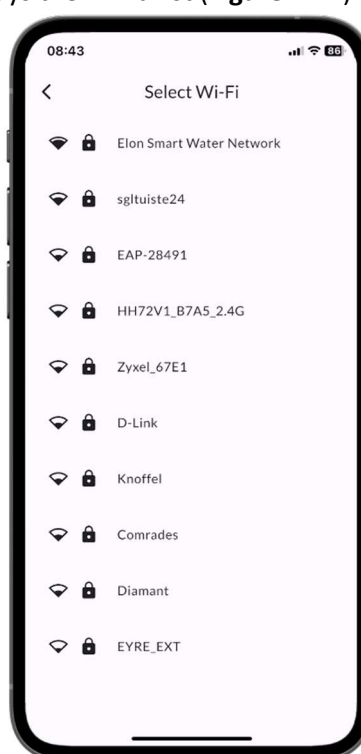 08:43
86
Select Wi-Fi
Elon Smart Water Network
sgltuiste24
EAP-28491
HH72V1_B7A5_2.4G
Zyxel_67E1
D-Link
Knoffel
Comrades
Diamant
EYRE_EXT